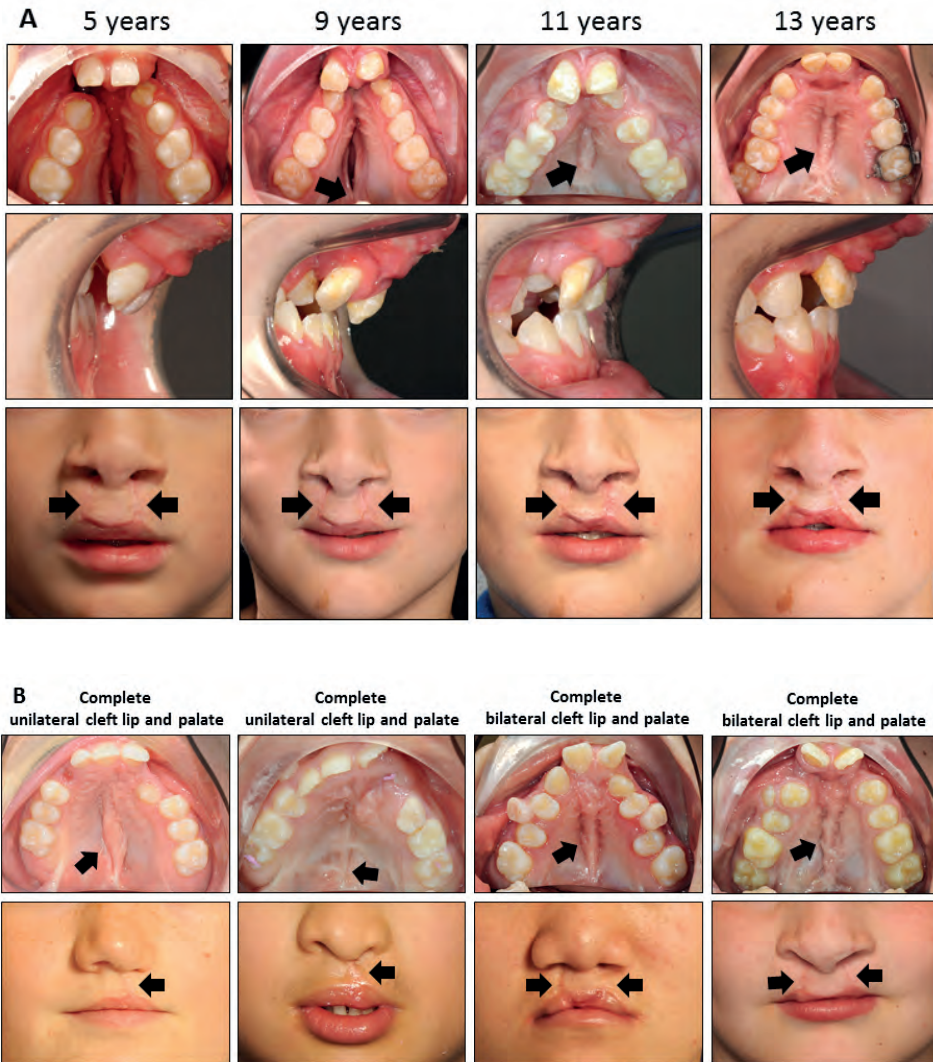 A
5 years
9 years
11 years
13 years
B
Complete
unilateral cleft lip and palate
Complete
unilateral cleft lip and palate
Complete
bilateral cleft lip and palate
Complete
bilateral cleft lip and palate